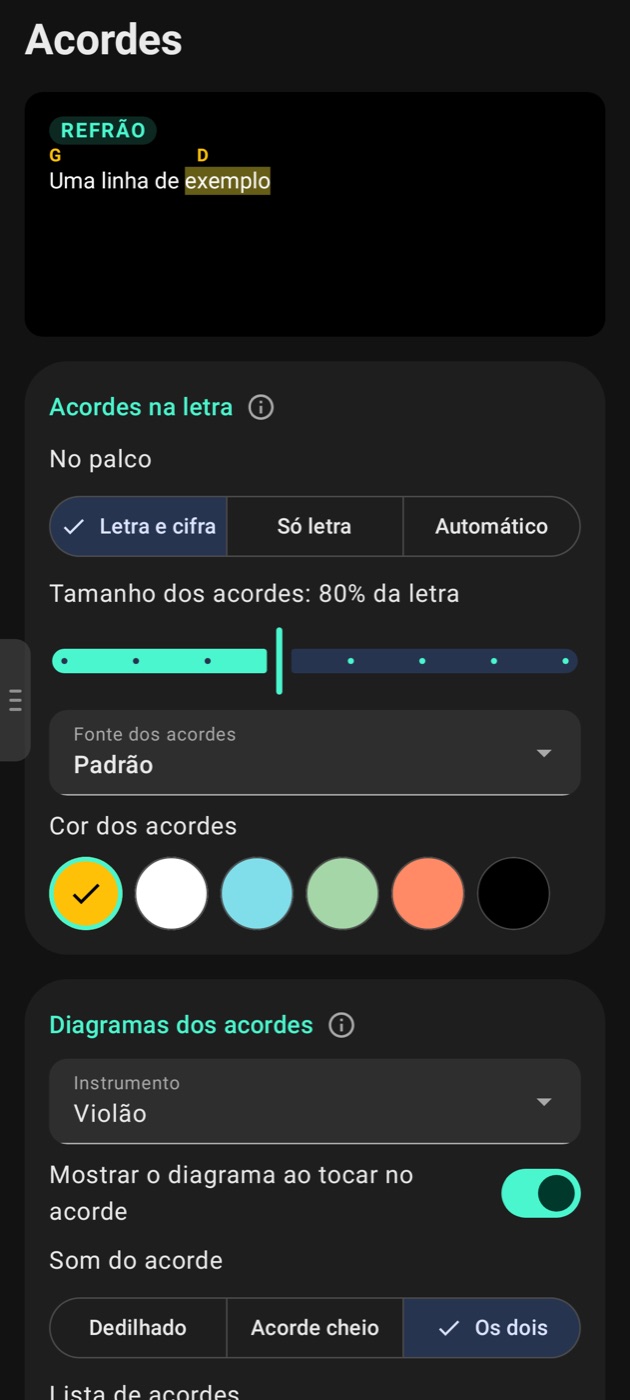 Acordes
REFRÃO
G D
Uma linha de exemplo
Acordes na letra
No palco
Letra e cifra Só letra Automático
Tamanho dos acordes: 80% da letra
Fonte dos acordes
Padrão
Cor dos acordes
Diagramas dos acordes
Instrumento
Violão
Mostrar o diagrama ao tocar no
acorde
Som do acorde
Dedilhado Acorde cheio Os dois
Lista de acordes